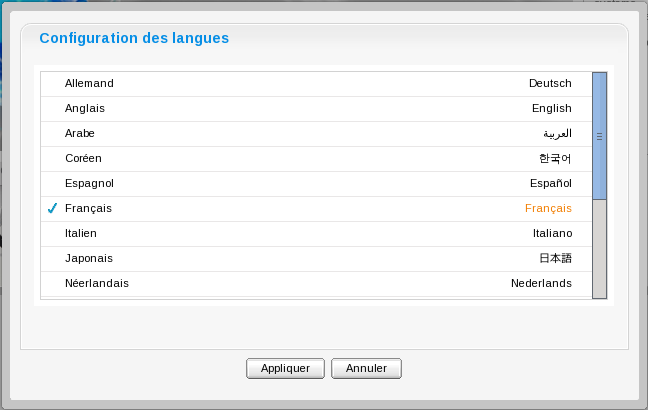 Configuration des langues
Allemand Deutsch
Anglais English
Arabe العربية
Coréen 한국어
Espagnol Español
Français Français
Italien Italiano
Japonais 日本語
Néerlandais Nederlands
Appliquer Annuler